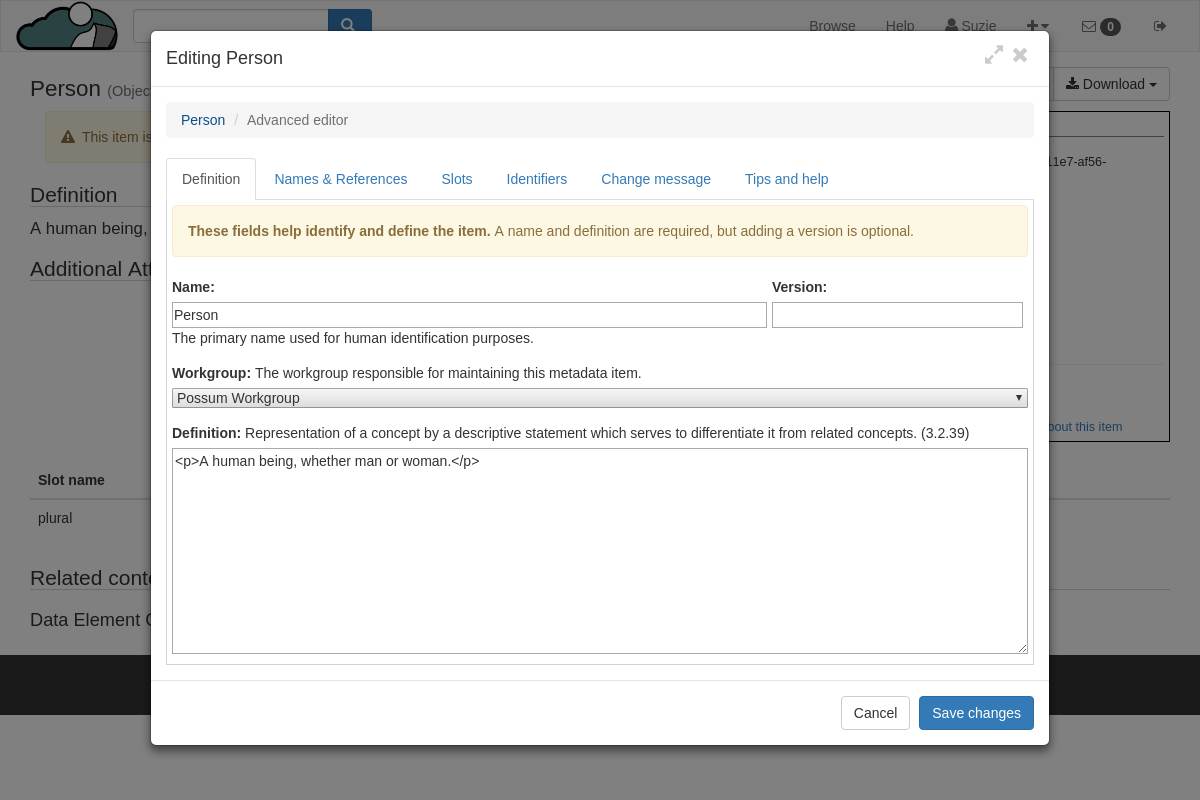 Browse Help Suzie 0
Editing Person
Person (Objec
Download
Person / Advanced editor
This item is
11e7-af56-
Definition Names & References Slots Identifiers Change message Tips and help
Definition
These fields help identify and define the item. A name and definition are required, but adding a version is optional.
A human being,
Additional Att
Name: Version:
Person
The primary name used for human identification purposes.
Workgroup: The workgroup responsible for maintaining this metadata item.
Possum Workgroup
bout this item
Definition: Representation of a concept by a descriptive statement which serves to differentiate it from related concepts. (3.2.39)
<p>A human being, whether man or woman.</p>
Slot name
plural
Related conte
Data Element C
Cancel Save changes